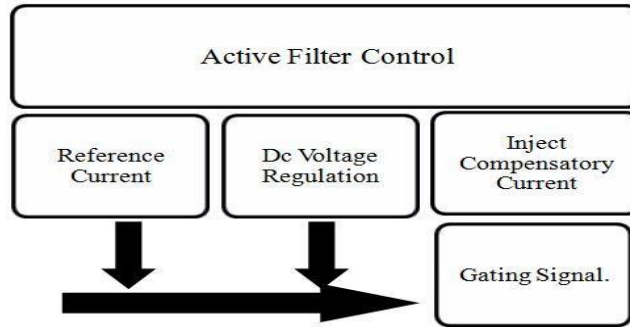 Active Filter Control
Reference
Current
Dc Voltage
Regulation
Inject
Compensatory
Current
Gating Signal.